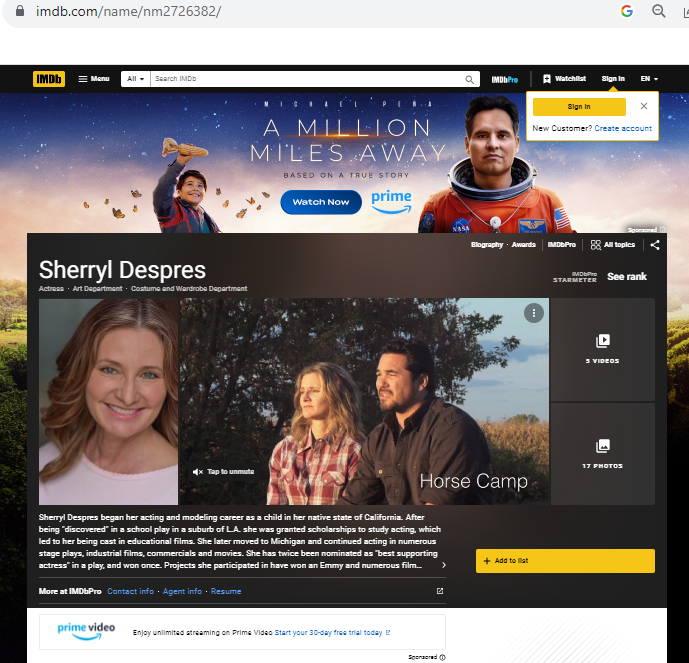 imdb.com/name/nm2726382/
IMDb Menu All Search IMDb IMDbPro Watchlist Sign In EN
Sign In
New Customer? Create account
MICHAEL PEÑA
A MILLION
MILES AWAY
BASED ON A TRUE STORY
Watch Now prime
NASA
Sponsored
Biography · Awards IMDbPro All topics
Sherryl Despres
Actress · Art Department · Costume and Wardrobe Department
IMDbPro
STARMETER
See rank
5 VIDEOS
17 PHOTOS
Tap to unmute
Horse Camp
Sherryl Despres began her acting and modeling career as a child in her native state of California. After
being "discovered" in a school play in a suburb of L.A. she was granted scholarships to study acting, which
led to her being cast in educational films. She later moved to Michigan and continued acting in numerous
stage plays, industrial films, commercials and movies. She has twice been nominated as "best supporting
actress" in a play, and won once. Projects she participated in have won an Emmy and numerous film...
+ Add to list
More at IMDbPro Contact info · Agent info · Resume
prime video Enjoy unlimited streaming on Prime Video Start your 30-day free trial today
Sponsored